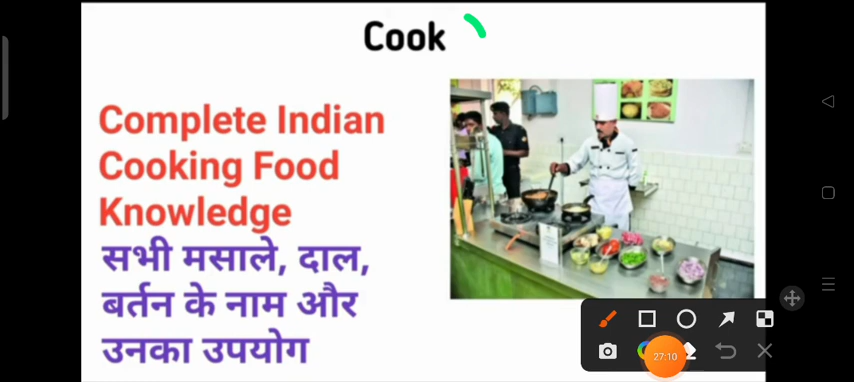 Cook
Complete Indian
Cooking Food
Knowledge
सभी मसाले, दाल,
बर्तन के नाम और
उनका उपयोग
27:10